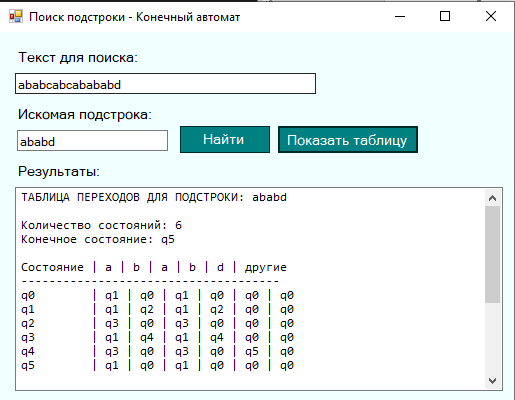 Поиск подстроки - Конечный автомат
Текст для поиска:
ababcabcabababd
Искомая подстрока:
ababd
Найти
Показать таблицу
Результаты:
ТАБЛИЦА ПЕРЕХОДОВ ДЛЯ ПОДСТРОКИ: ababd
Количество состояний: 6
Конечное состояние: q5
Состояние | a | b | a | b | d | другие
-------------------------------------
q0 | q1 | q0 | q1 | q0 | q0 | q0
q1 | q1 | q2 | q1 | q2 | q0 | q0
q2 | q3 | q0 | q3 | q0 | q0 | q0
q3 | q1 | q4 | q1 | q4 | q0 | q0
q4 | q3 | q0 | q3 | q0 | q5 | q0
q5 | q1 | q0 | q1 | q0 | q0 | q0